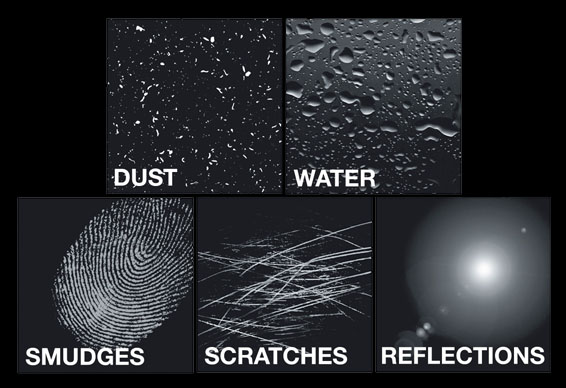 DUST
WATER
SMUDGES
SCRATCHES
REFLECTIONS